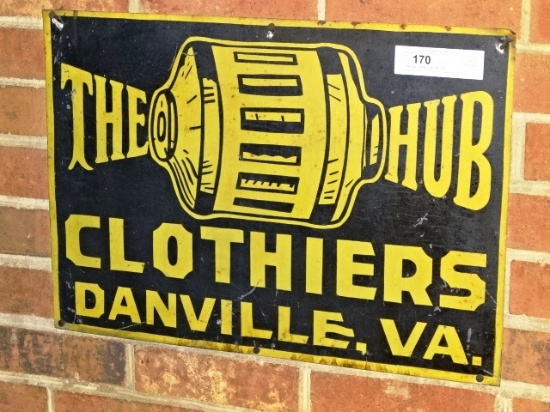 170
THE HUB
CLOTHIERS
DANVILLE, VA.